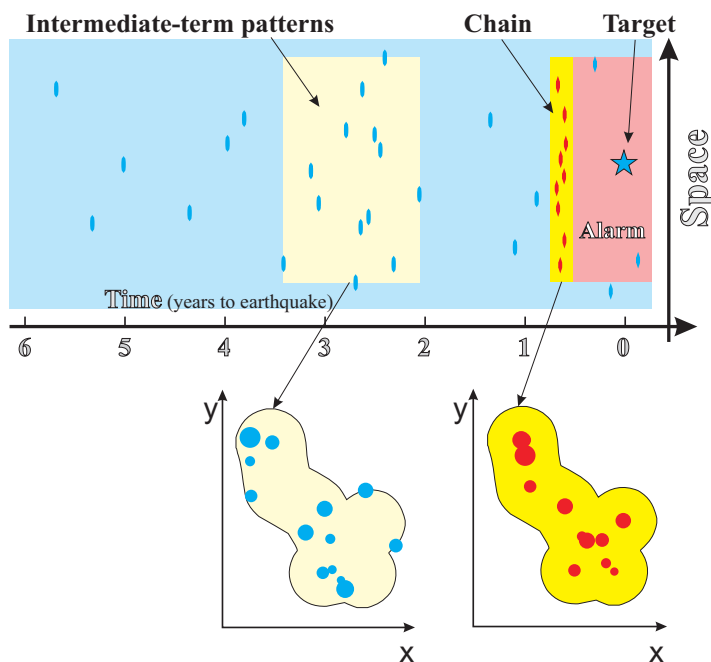 Intermediate-term patterns
Chain
Target
Space
Alarm
Time (years to earthquake)
6 5 4 3 2 1 0
y
x
y
x